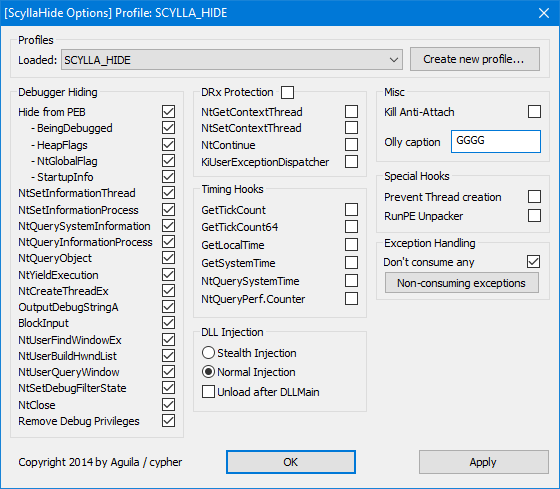 [ScyllaHide Options] Profile: SCYLLA_HIDE
Profiles
Loaded: SCYLLA_HIDE Create new profile...
Debugger Hiding
Hide from PEB
- BeingDebugged
- HeapFlags
- NtGlobalFlag
- StartupInfo
NtSetInformationThread
NtSetInformationProcess
NtQuerySystemInformation
NtQueryInformationProcess
NtQueryObject
NtYieldExecution
NtCreateThreadEx
OutputDebugStringA
BlockInput
NtUserFindWindowEx
NtUserBuildHwndList
NtUserQueryWindow
NtSetDebugFilterState
NtClose
Remove Debug Privileges
DRx Protection
NtGetContextThread
NtSetContextThread
NtContinue
KiUserExceptionDispatcher
Timing Hooks
GetTickCount
GetTickCount64
GetLocalTime
GetSystemTime
NtQuerySystemTime
NtQueryPerf.Counter
DLL Injection
Stealth Injection
Normal Injection
Unload after DLLMain
Misc
Kill Anti-Attach
Olly caption GGGG
Special Hooks
Prevent Thread creation
RunPE Unpacker
Exception Handling
Don't consume any
Non-consuming exceptions
Copyright 2014 by Aguila / cypher
OK
Apply